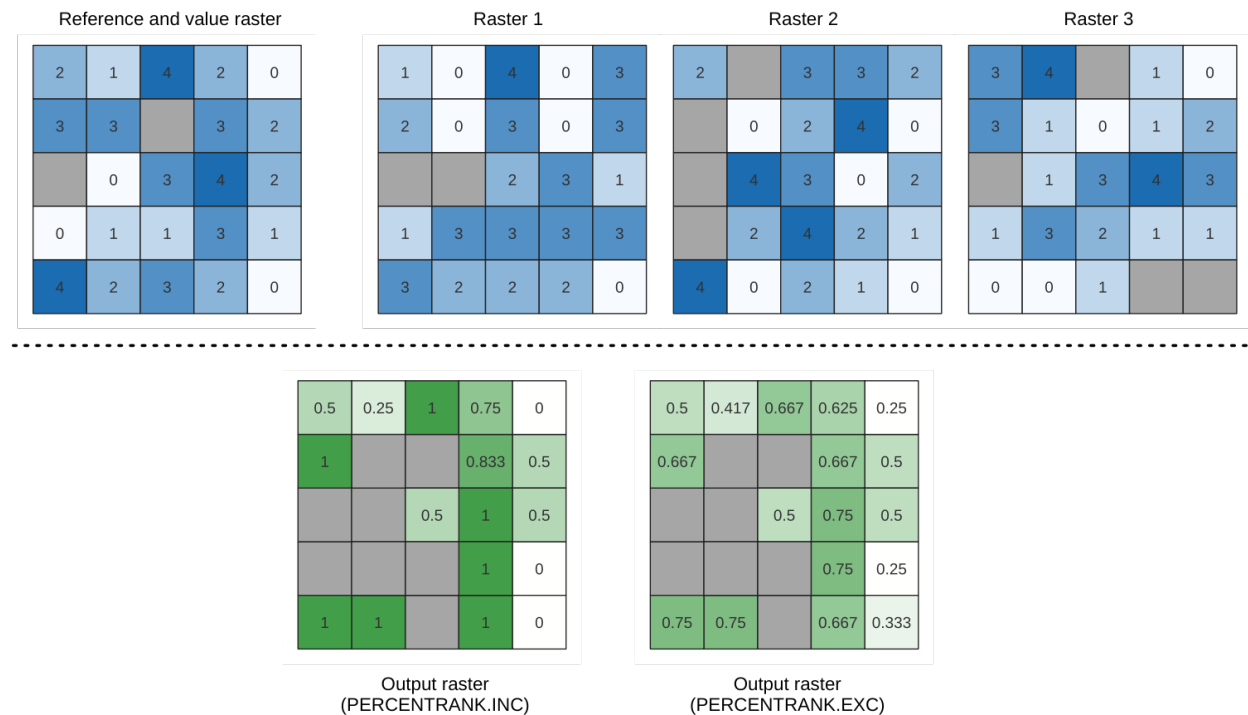 Reference and value raster Raster 1 Raster 2 Raster 3
2 1 4 2 0 1 0 4 0 3 2 3 3 2 3 4 1 0
3 3 3 2 2 0 3 0 3 0 2 4 0 3 1 0 1 2
0 3 4 2 2 3 1 4 3 0 2 1 3 4 3
0 1 1 3 1 1 3 3 3 3 2 4 2 1 1 3 2 1 1
4 2 3 2 0 3 2 2 2 0 4 0 2 1 0 0 0 1
0.5 0.25 1 0.75 0 0.5 0.417 0.667 0.625 0.25
1 0.833 0.5 0.667 0.667 0.5
0.5 1 0.5 0.5 0.75 0.5
1 0 0.75 0.25
1 1 1 0 0.75 0.75 0.667 0.333
Output raster Output raster
(PERCENTRANK.INC) (PERCENTRANK.EXC)